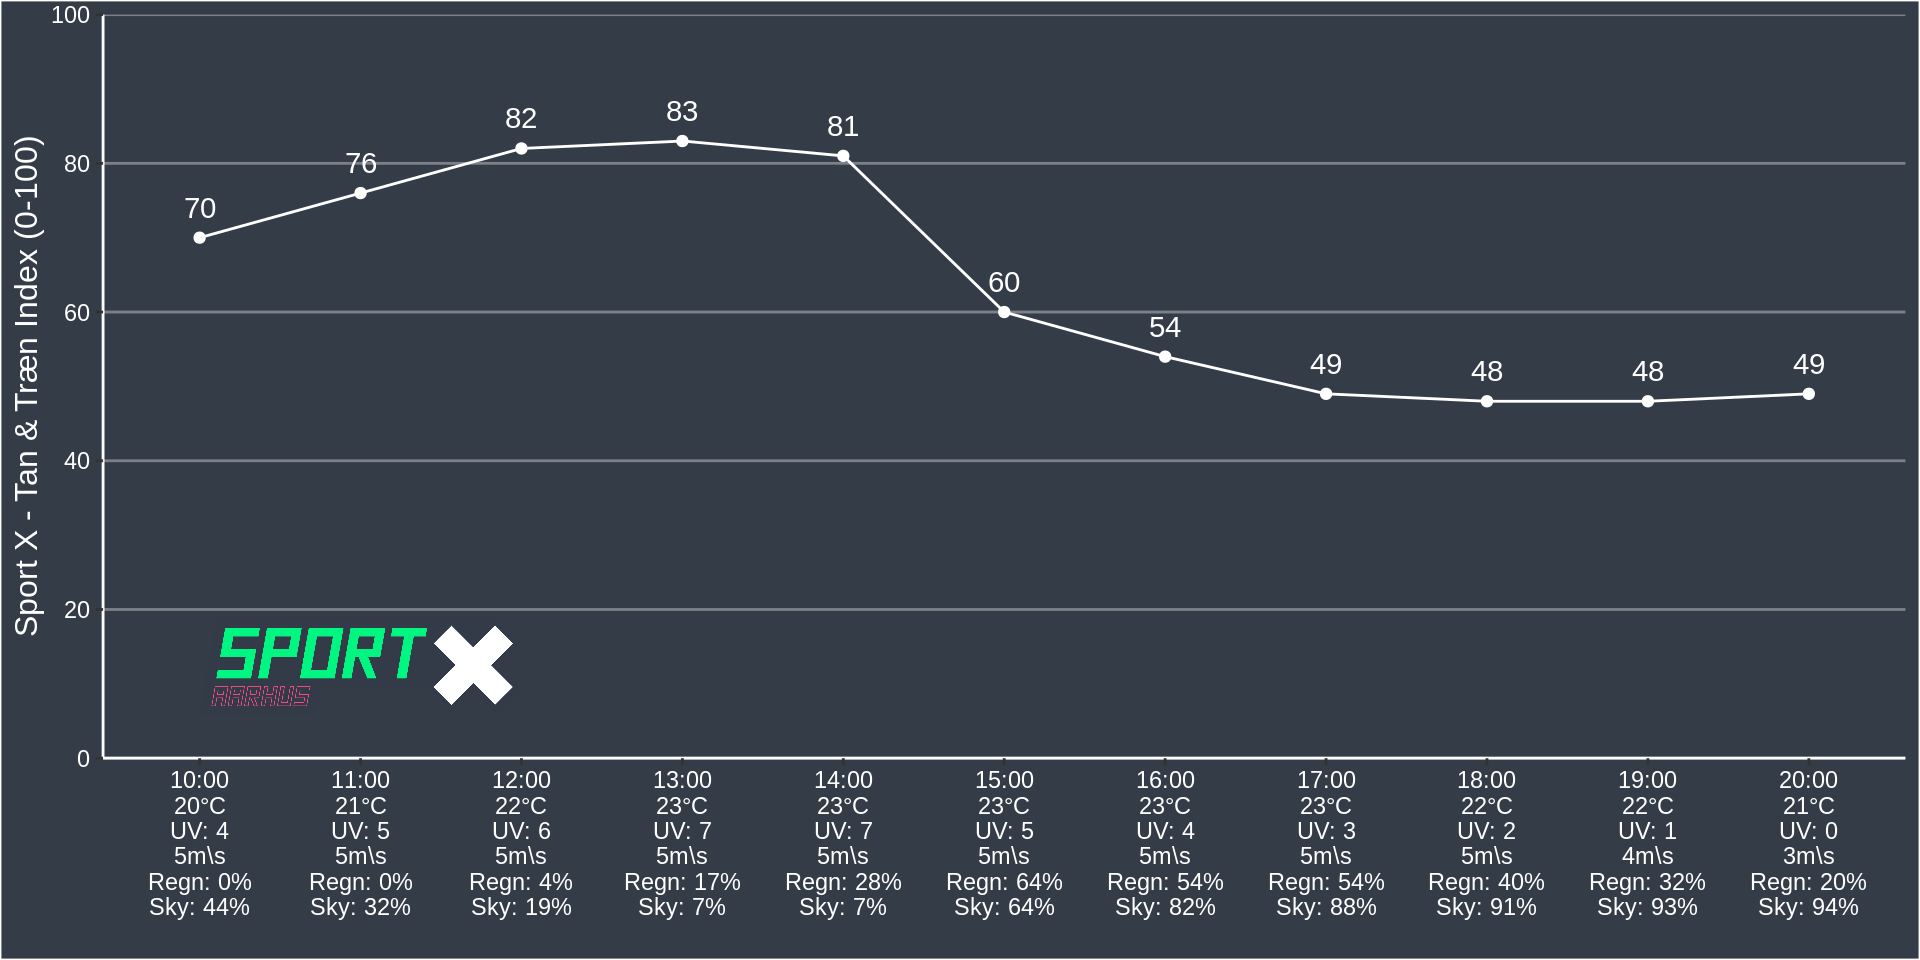 Sport X - Tan & Træn Index (0-100)
100
80
60
40
20
0
70
76
82
83
81
60
54
49
48
48
49
SPORT X
AARHUS
10:00 11:00 12:00 13:00 14:00 15:00 16:00 17:00 18:00 19:00 20:00
20°C 21°C 22°C 23°C 23°C 23°C 23°C 23°C 22°C 22°C 21°C
UV: 4 UV: 5 UV: 6 UV: 7 UV: 7 UV: 5 UV: 4 UV: 3 UV: 2 UV: 1 UV: 0
5m\s 5m\s 5m\s 5m\s 5m\s 5m\s 5m\s 5m\s 5m\s 4m\s 3m\s
Regn: 0% Regn: 0% Regn: 4% Regn: 17% Regn: 28% Regn: 64% Regn: 54% Regn: 54% Regn: 40% Regn: 32% Regn: 20%
Sky: 44% Sky: 32% Sky: 19% Sky: 7% Sky: 7% Sky: 64% Sky: 82% Sky: 88% Sky: 91% Sky: 93% Sky: 94%